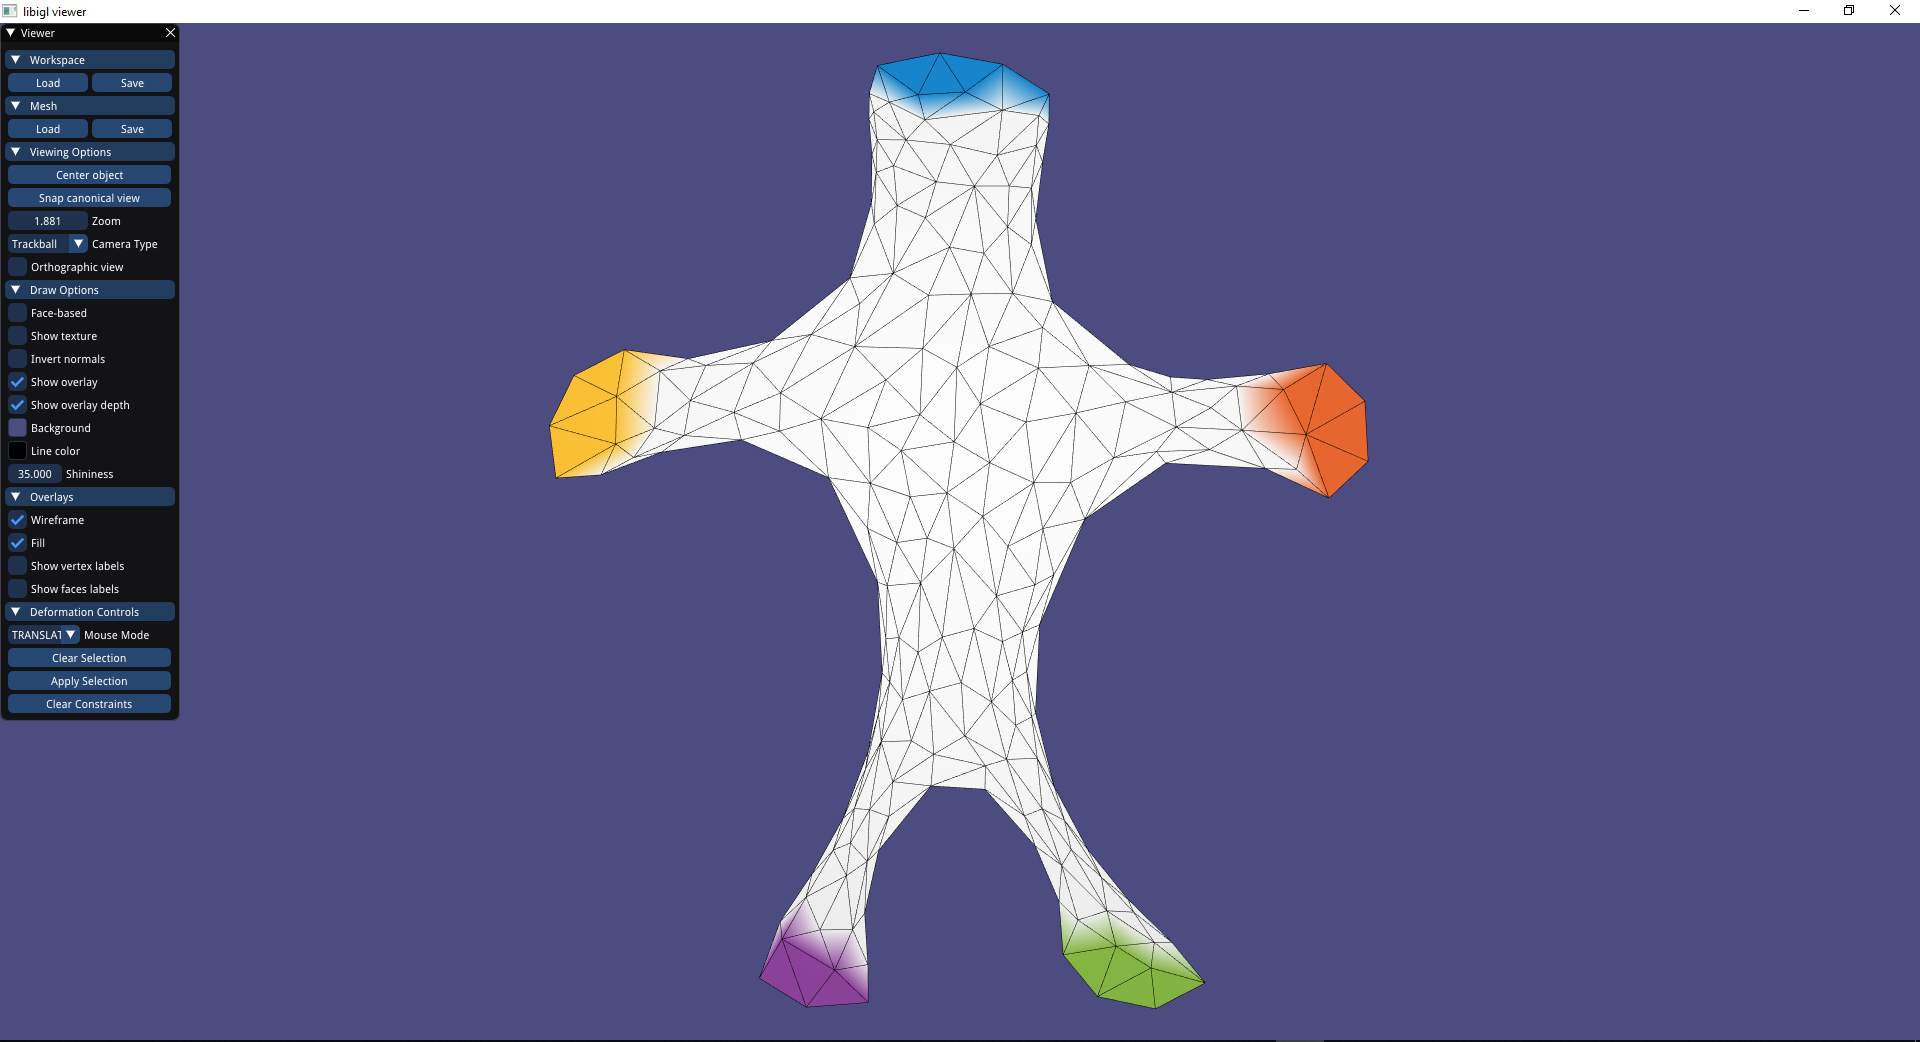 libigl viewer
Viewer
Workspace
Load Save
Mesh
Load Save
Viewing Options
Center object
Snap canonical view
1.881 Zoom
Trackball Camera Type
Orthographic view
Draw Options
Face-based
Show texture
Invert normals
Show overlay
Show overlay depth
Background
Line color
35.000 Shininess
Overlays
Wireframe
Fill
Show vertex labels
Show faces labels
Deformation Controls
TRANSLAT Mouse Mode
Clear Selection
Apply Selection
Clear Constraints